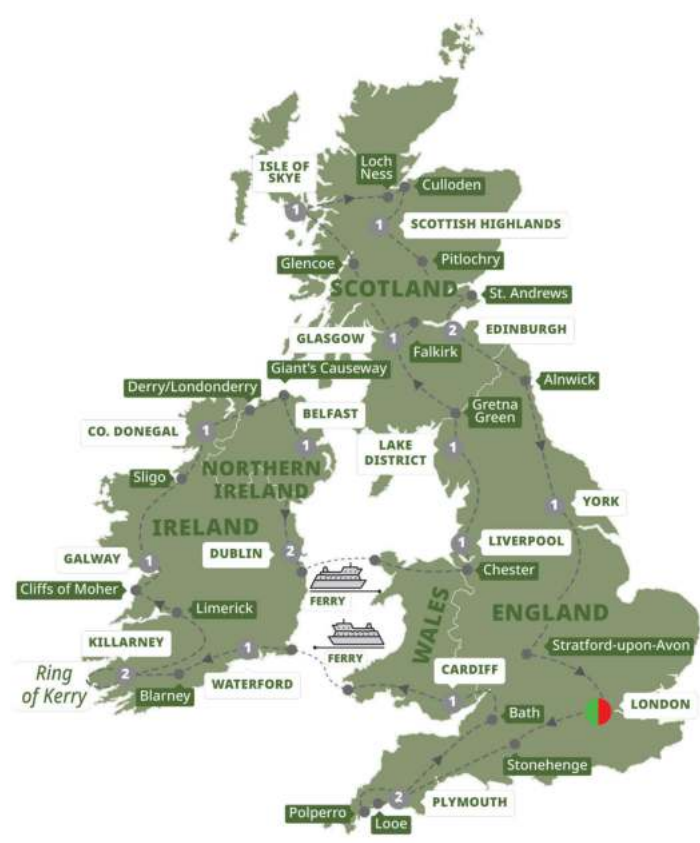 ISLE OF
SKYE
1
Loch
Ness
Culloden
1
SCOTTISH HIGHLANDS
Glencoe
Pitlochry
SCOTLAND
St. Andrews
GLASGOW
1
Falkirk
2
EDINBURGH
Giant's Causeway
Derry/Londonderry
Alnwick
BELFAST
1
Gretna
Green
CO. DONEGAL
1
LAKE
DISTRICT
1
NORTHERN
IRELAND
Sligo
YORK
1
IRELAND
LIVERPOOL
1
GALWAY
1
DUBLIN
2
Chester
Cliffs of Moher
FERRY
Limerick
ENGLAND
WALES
KILLARNEY
2
1
FERRY
Stratford-upon-Avon
Ring
of Kerry
Blarney
WATERFORD
CARDIFF
1
LONDON
Bath
Stonehenge
2
PLYMOUTH
Polperro
Looe